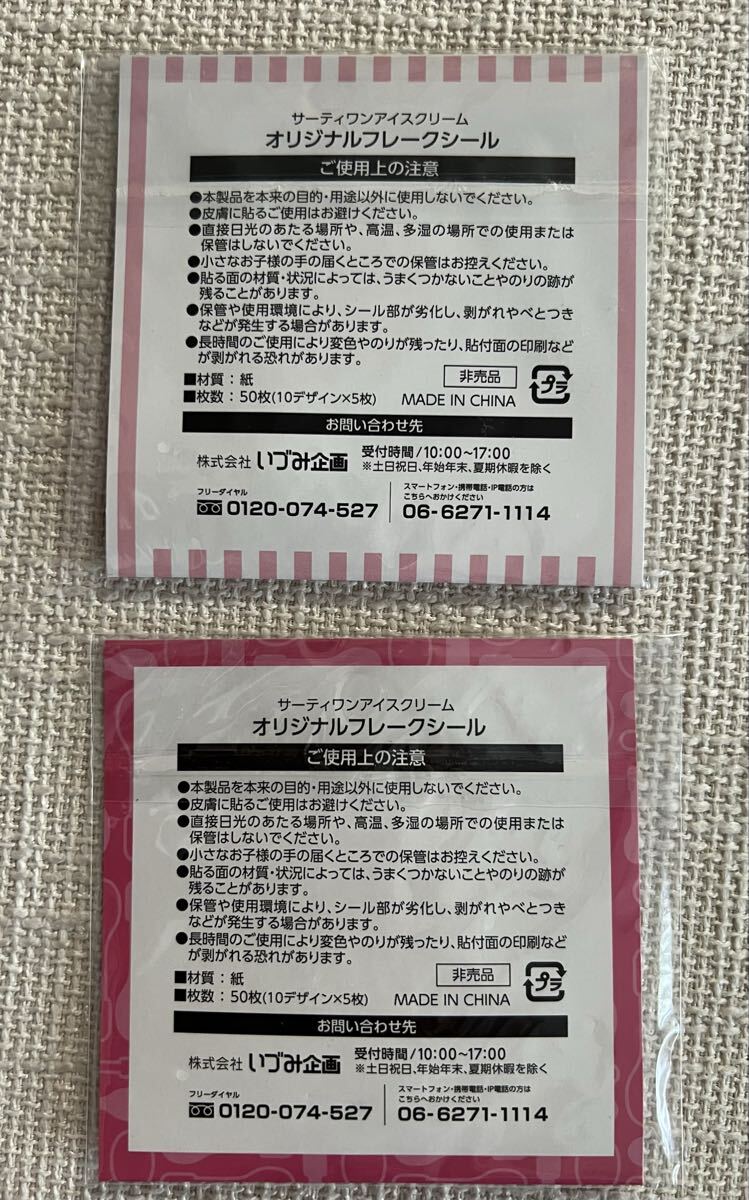 サーティワンアイスクリーム
オリジナルフレークシール
ご使用上の注意
●本製品を本来の目的・用途以外に使用しないでください。
●皮膚に貼るご使用はお避けください。
●直接日光のあたる場所や、高温、多湿の場所での使用または
保管はしないでください。
●小さなお子様の手の届くところでの保管はお控えください。
●貼る面の材質・状況によっては、うまくつかないことやのりの跡が
残ることがあります。
●保管や使用環境により、シール部が劣化し、剥がれやべとつき
などが発生する場合があります。
●長時間のご使用により変色やのりが残ったり、貼付面の印刷など
が剥がれる恐れがあります。
■材質：紙
非売品
プラ
■枚数：50枚(10デザイン×5枚)
MADE IN CHINA
お問い合わせ先
株式会社 いづみ企画
受付時間/10:00~17:00
※土日祝日、年始年末、夏期休暇を除く
フリーダイヤル
0120-074-527
スマートフォン・携帯電話・IP電話の方は
こちらへおかけください
06-6271-1114
サーティワンアイスクリーム
オリジナルフレークシール
ご使用上の注意
●本製品を本来の目的・用途以外に使用しないでください。
●皮膚に貼るご使用はお避けください。
●直接日光のあたる場所や、高温、多湿の場所での使用または
保管はしないでください。
●小さなお子様の手の届くところでの保管はお控えください。
●貼る面の材質・状況によっては、うまくつかないことやのりの跡が
残ることがあります。
●保管や使用環境により、シール部が劣化し、剥がれやべとつき
などが発生する場合があります。
●長時間のご使用により変色やのりが残ったり、貼付面の印刷など
が剥がれる恐れがあります。
■材質：紙
非売品
プラ
■枚数：50枚(10デザイン×5枚)
MADE IN CHINA
お問い合わせ先
株式会社 いづみ企画
受付時間/10:00~17:00
※土日祝日、年始年末、夏期休暇を除く
フリーダイヤル
0120-074-527
スマートフォン・携帯電話・IP電話の方は
こちらへおかけください
06-6271-1114